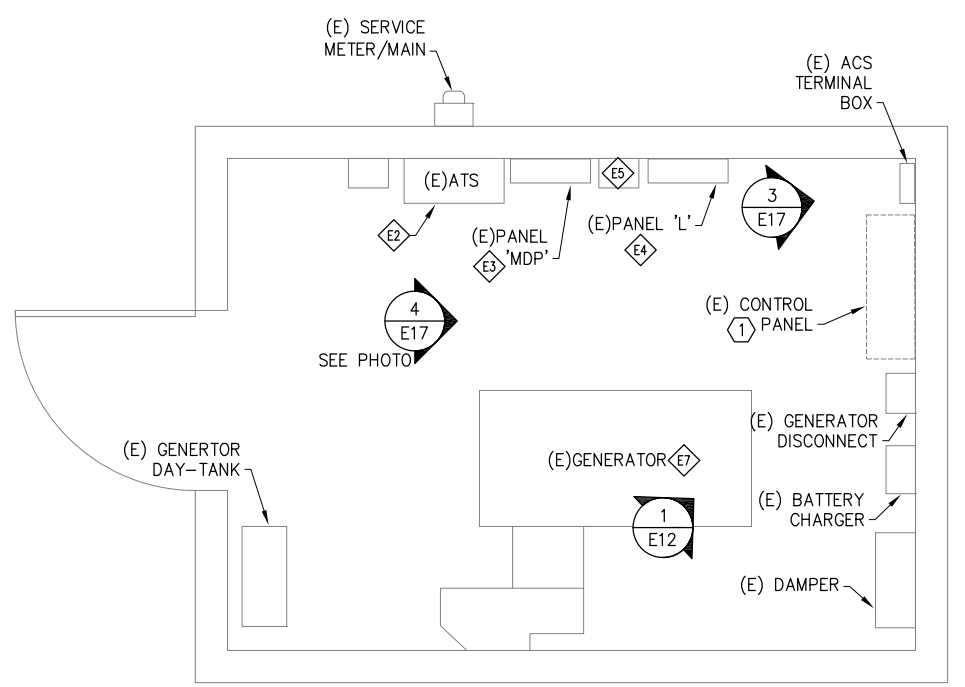 (E) SERVICE
METER/MAIN
(E) ACS
TERMINAL
BOX
(E)ATS
E5
3
E17
E2
(E)PANEL
'MDP'
E3
(E)PANEL 'L'
E4
4
E17
SEE PHOTO
(E) CONTROL
PANEL
1
(E) GENERATOR
DISCONNECT
(E) GENERTOR
DAY-TANK
(E)GENERATOR
E7
(E) BATTERY
CHARGER
1
E12
(E) DAMPER